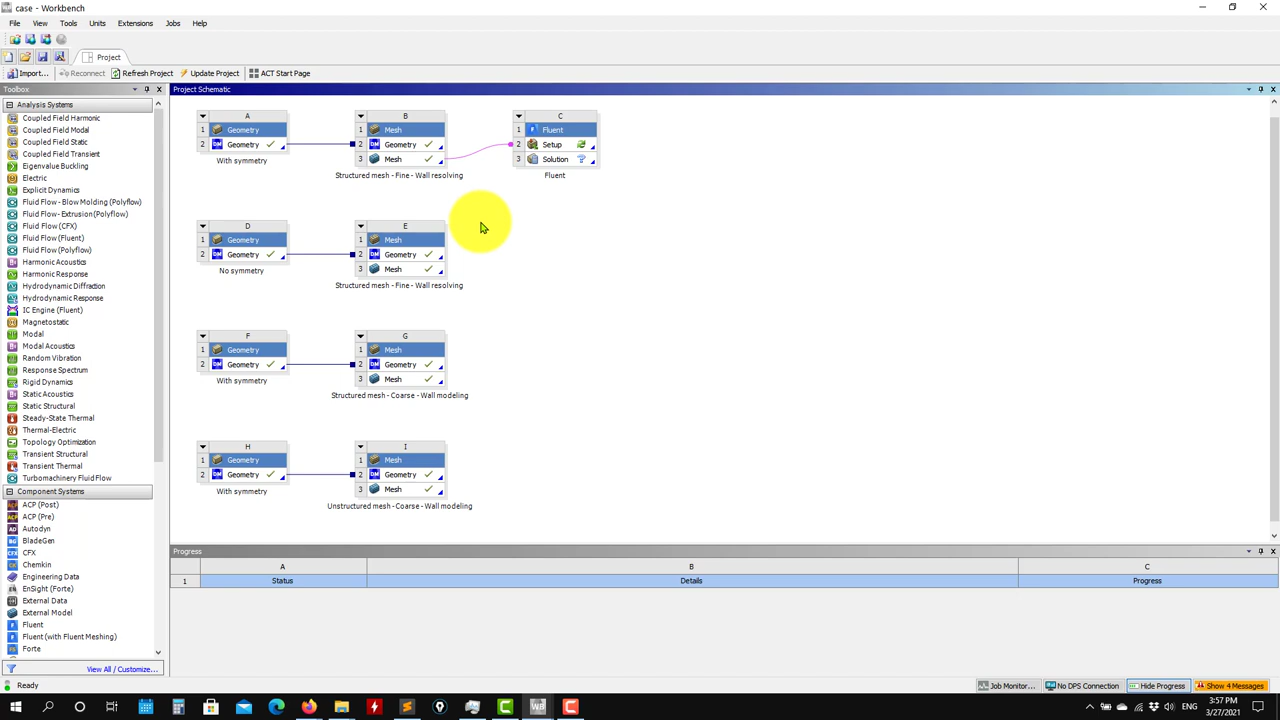 case - Workbench
File View Tools Units Extensions Jobs Help
Project
Import... Reconnect Refresh Project Update Project ACT Start Page
Toolbox
Analysis Systems
Coupled Field Harmonic
Coupled Field Modal
Coupled Field Static
Coupled Field Transient
Eigenvalue Buckling
Electric
Explicit Dynamics
Fluid Flow - Blow Molding (Polyflow)
Fluid Flow - Extrusion (Polyflow)
Fluid Flow (CFX)
Fluid Flow (Fluent)
Fluid Flow (Polyflow)
Harmonic Acoustics
Harmonic Response
Hydrodynamic Diffraction
Hydrodynamic Response
IC Engine (Fluent)
Magnetostatic
Modal
Modal Acoustics
Random Vibration
Response Spectrum
Rigid Dynamics
Static Acoustics
Static Structural
Steady-State Thermal
Thermal-Electric
Topology Optimization
Transient Structural
Transient Thermal
Turbomachinery Fluid Flow
Component Systems
ACP (Post)
ACP (Pre)
Autodyn
BladeGen
CFX
Chemkin
Engineering Data
EnSight (Forte)
External Data
External Model
Fluent
Fluent (with Fluent Meshing)
Forte
View All / Customize...
Project Schematic
A B C
1 Geometry 1 Mesh 1 Fluent
2 Geometry 2 Geometry 2 Setup
With symmetry 3 Mesh 3 Solution
Structured mesh - Fine - Wall resolving Fluent
D E
1 Geometry 1 Mesh
2 Geometry 2 Geometry
No symmetry 3 Mesh
Structured mesh - Fine - Wall resolving
F G
1 Geometry 1 Mesh
2 Geometry 2 Geometry
With symmetry 3 Mesh
Structured mesh - Coarse - Wall modeling
H I
1 Geometry 1 Mesh
2 Geometry 2 Geometry
With symmetry 3 Mesh
Unstructured mesh - Coarse - Wall modeling
Progress
A B C
1 Status Details Progress
Ready Job Monitor... No DPS Connection Hide Progress Show 4 Messages
ENG 3:57 PM
3/27/2021